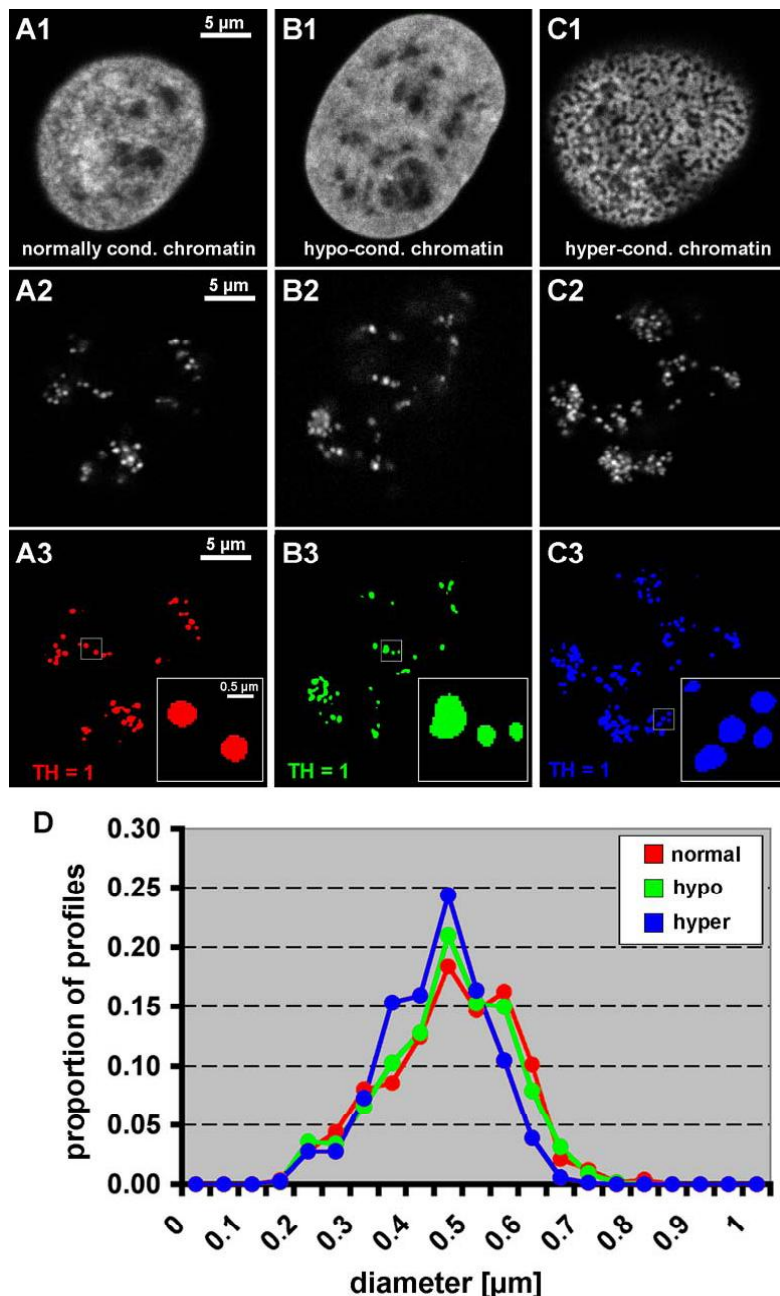 A1
5 µm
normally cond. chromatin
B1
hypo-cond. chromatin
C1
hyper-cond. chromatin
A2
5 µm
B2
C2
A3
5 µm
0.5 µm
TH = 1
B3
TH = 1
C3
TH = 1
D
0.30
0.25
0.20
0.15
0.10
0.05
0.00
proportion of profiles
normal
hypo
hyper
0
0.1
0.2
0.3
0.4
0.5
0.6
0.7
0.8
0.9
1
diameter [µm]